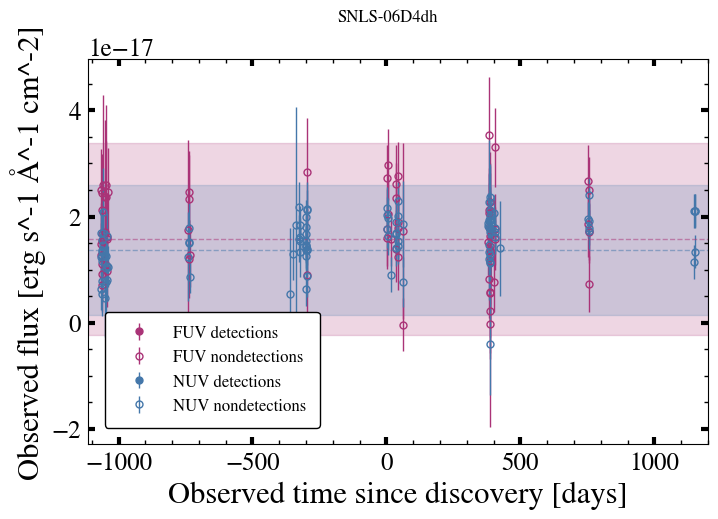 SNLS-06D4dh
1e−17
Observed flux [erg s^-1 Å^-1 cm^-2]
4
2
0
−2
FUV detections
FUV nondetections
NUV detections
NUV nondetections
−1000
−500
0
500
1000
Observed time since discovery [days]